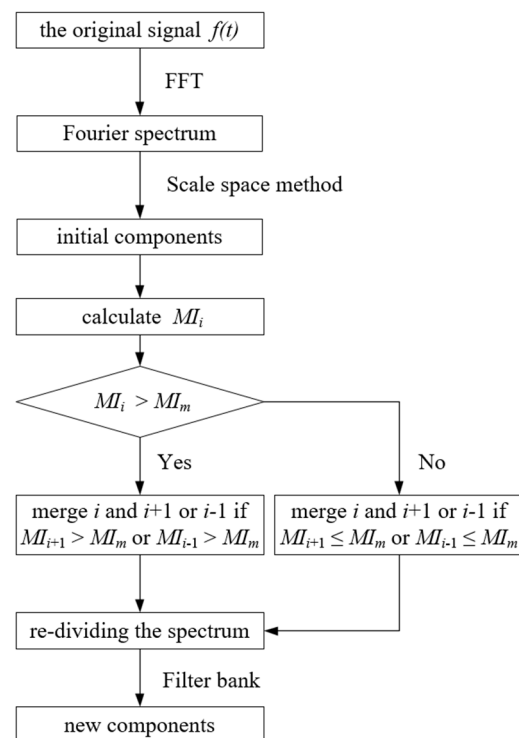 the original signal f(t)
FFT
Fourier spectrum
Scale space method
initial components
calculate MIᵢ
MIᵢ > MIₘ
Yes
No
merge i and i+1 or i-1 if
MIᵢ₊₁ > MIₘ or MIᵢ₋₁ > MIₘ
merge i and i+1 or i-1 if
MIᵢ₊₁ ≤ MIₘ or MIᵢ₋₁ ≤ MIₘ
re-dividing the spectrum
Filter bank
new components